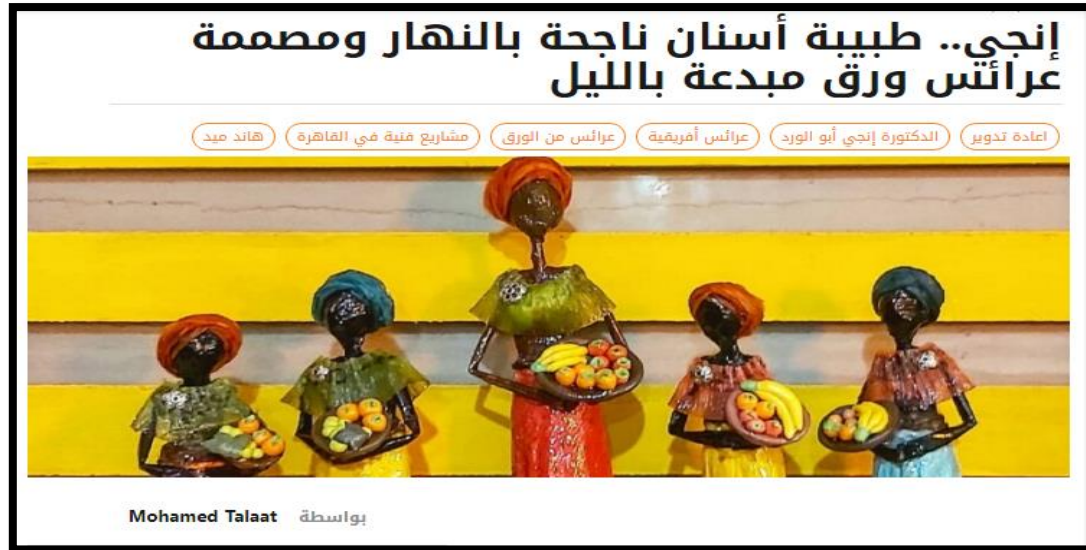 إنجي.. طبيبة أسنان ناجحة بالنهار ومصممة
عرائس ورق مبدعة بالليل
اعادة تدوير الدكتورة إنجي أبو الورد عرائس أفريقية عرائس من الورق مشاريع فنية في القاهرة هاند ميد
بواسطة Mohamed Talaat